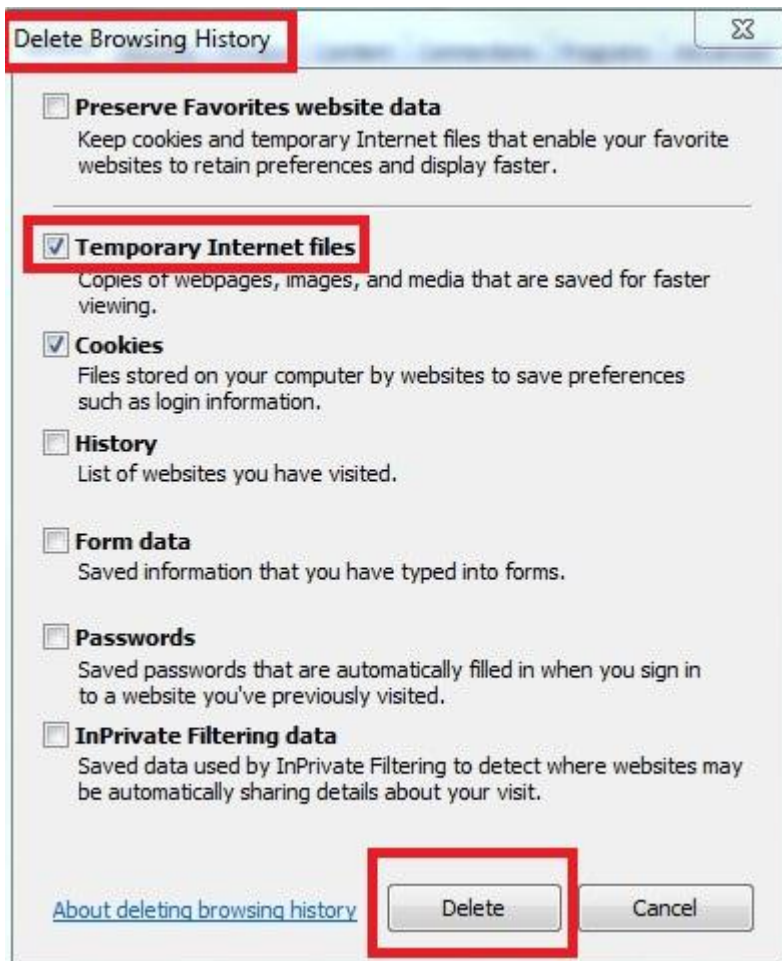 Delete Browsing History
Preserve Favorites website data
Keep cookies and temporary Internet files that enable your favorite
websites to retain preferences and display faster.
Temporary Internet files
Copies of webpages, images, and media that are saved for faster
viewing.
Cookies
Files stored on your computer by websites to save preferences
such as login information.
History
List of websites you have visited.
Form data
Saved information that you have typed into forms.
Passwords
Saved passwords that are automatically filled in when you sign in
to a website you've previously visited.
InPrivate Filtering data
Saved data used by InPrivate Filtering to detect where websites may
be automatically sharing details about your visit.
About deleting browsing history Delete Cancel